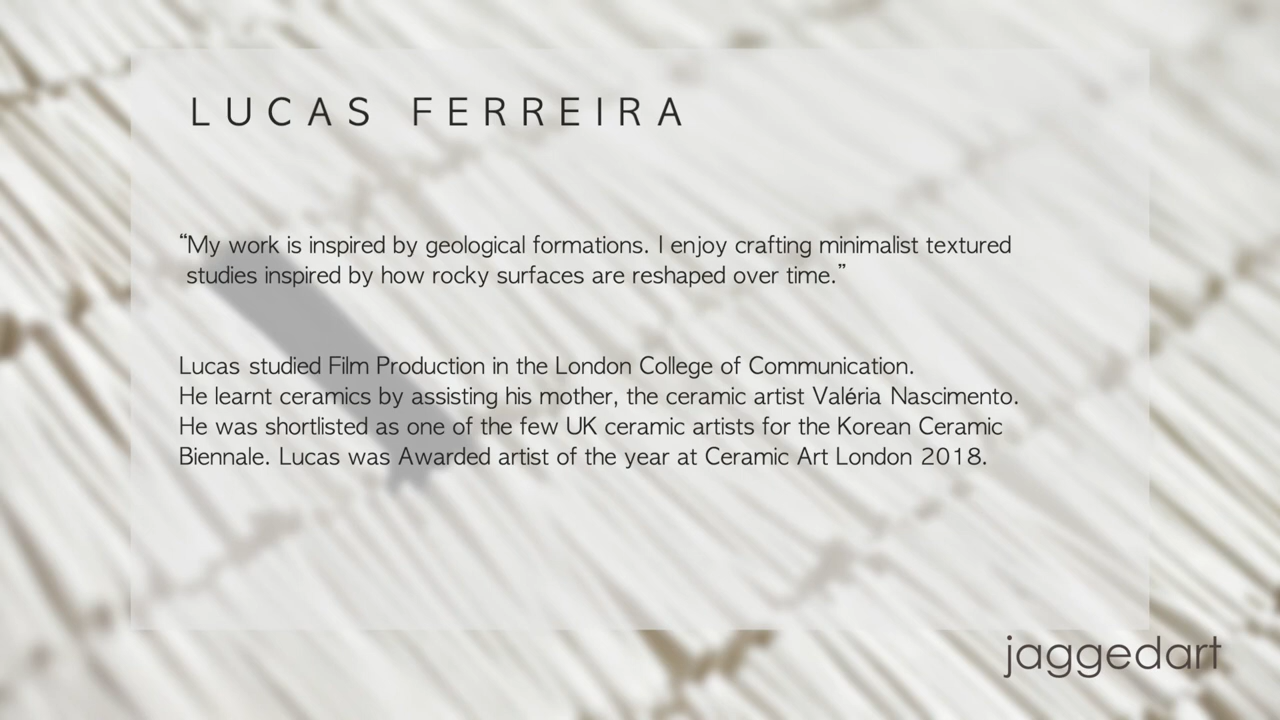 LUCAS FERREIRA
“My work is inspired by geological formations. I enjoy crafting minimalist textured
studies inspired by how rocky surfaces are reshaped over time.”
Lucas studied Film Production in the London College of Communication.
He learnt ceramics by assisting his mother, the ceramic artist Valéria Nascimento.
He was shortlisted as one of the few UK ceramic artists for the Korean Ceramic
Biennale. Lucas was Awarded artist of the year at Ceramic Art London 2018.
jaggedart